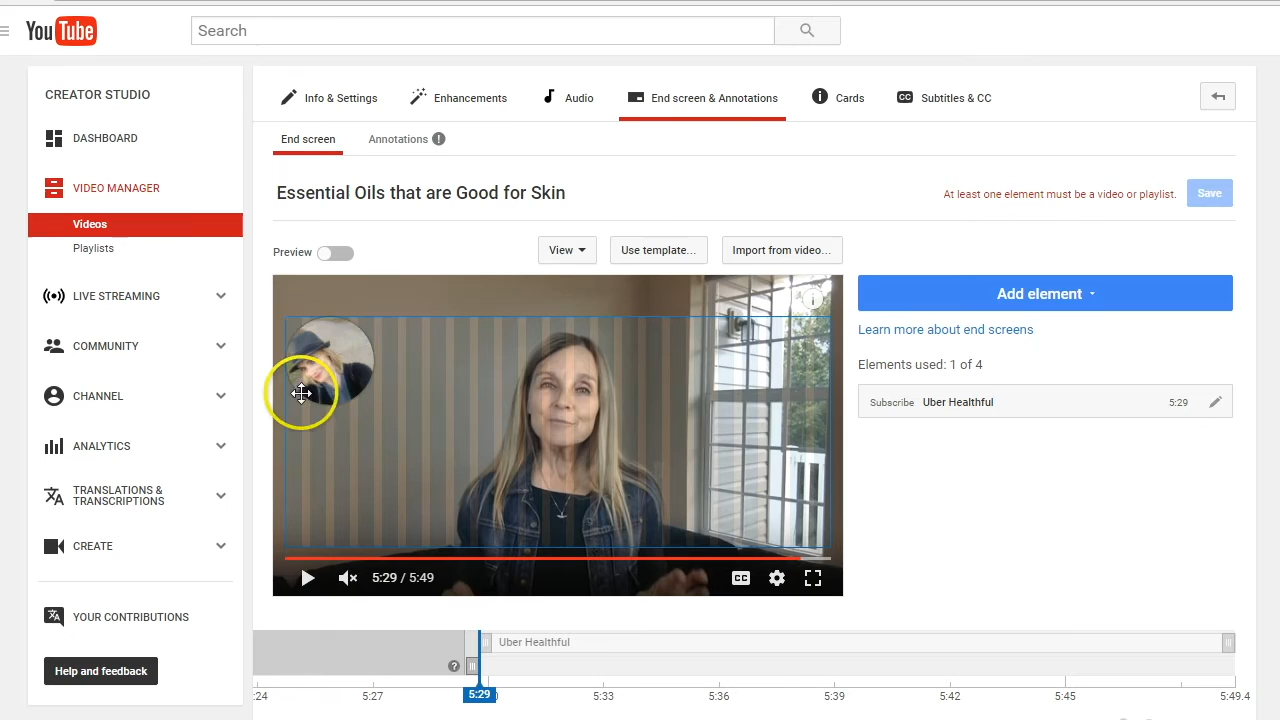 YouTube
Search
CREATOR STUDIO
DASHBOARD
VIDEO MANAGER
Videos
Playlists
LIVE STREAMING
COMMUNITY
CHANNEL
ANALYTICS
TRANSLATIONS &
TRANSCRIPTIONS
CREATE
YOUR CONTRIBUTIONS
Help and feedback
Info & Settings
Enhancements
Audio
End screen & Annotations
Cards
CC Subtitles & CC
End screen
Annotations !
Essential Oils that are Good for Skin
At least one element must be a video or playlist.
Save
Preview
View
Use template...
Import from video...
5:29 / 5:49
CC
Add element
Learn more about end screens
Elements used: 1 of 4
Subscribe Uber Healthful 5:29
Uber Healthful
?
:24 5:27 5:29 5:33 5:36 5:39 5:42 5:45 5:49.4